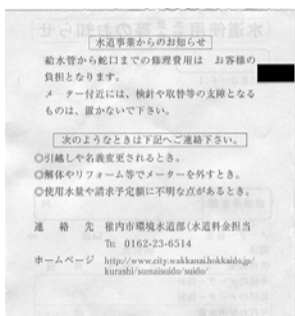 水道事業からのお知らせ
給水管から蛇口までの修理費用は お客様の
負担となります。
メーター付近には、検針や取替等の支障となる
ものは、置かないで下さい。
次のようなときは下記へご連絡下さい。
◎引越しや名義変更されるとき。
◎解体やリフォーム等でメーターを外すとき。
◎使用水量や請求予定額に不明な点があるとき。
連 絡 先 稚内市環境水道部(水道料金担当
℡ 0162-23-6514
ホームページ http://www.city.wakkanai.hokkaido.jp/
kurashi/sumaisuido/suido/